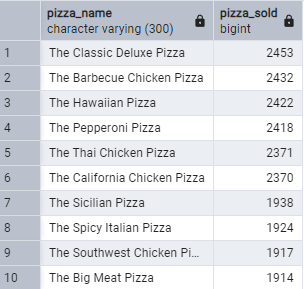 pizza_name pizza_sold
character varying (300) bigint
1 The Classic Deluxe Pizza 2453
2 The Barbecue Chicken Pizza 2432
3 The Hawaiian Pizza 2422
4 The Pepperoni Pizza 2418
5 The Thai Chicken Pizza 2371
6 The California Chicken Pizza 2370
7 The Sicilian Pizza 1938
8 The Spicy Italian Pizza 1924
9 The Southwest Chicken Pi... 1917
10 The Big Meat Pizza 1914